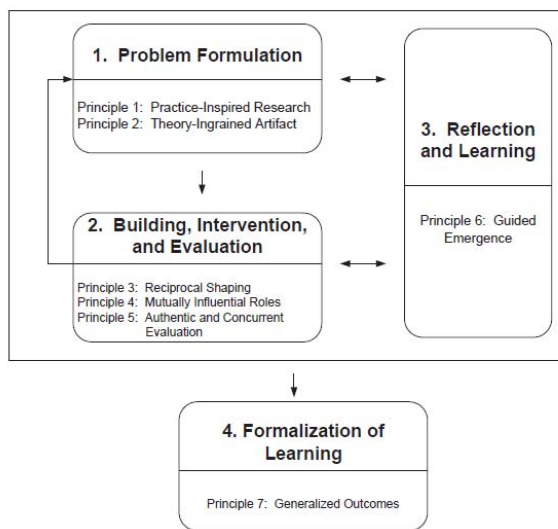 1. Problem Formulation
Principle 1: Practice-Inspired Research
Principle 2: Theory-Ingrained Artifact
2. Building, Intervention,
and Evaluation
Principle 3: Reciprocal Shaping
Principle 4: Mutually Influential Roles
Principle 5: Authentic and Concurrent
Evaluation
3. Reflection
and Learning
Principle 6: Guided
Emergence
4. Formalization of
Learning
Principle 7: Generalized Outcomes